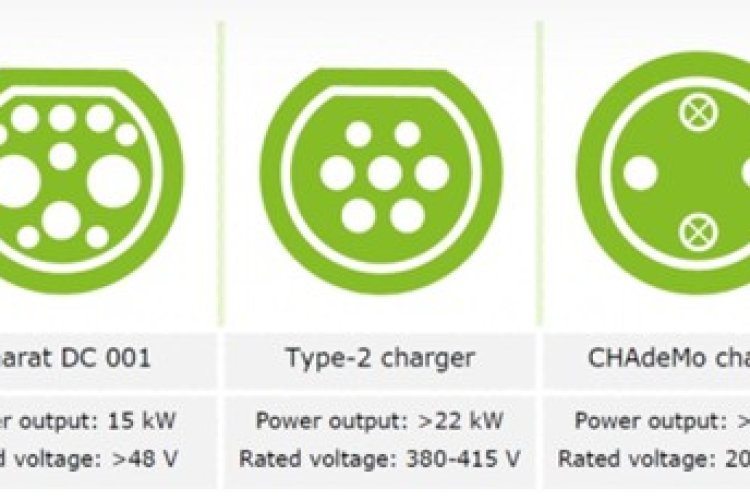 arat DC 001
Type-2 charger
CHAdeMo cha
er output: 15 kW
Power output: >22 kW
Power output: >
d voltage: >48 V
Rated voltage: 380-415 V
Rated voltage: 20